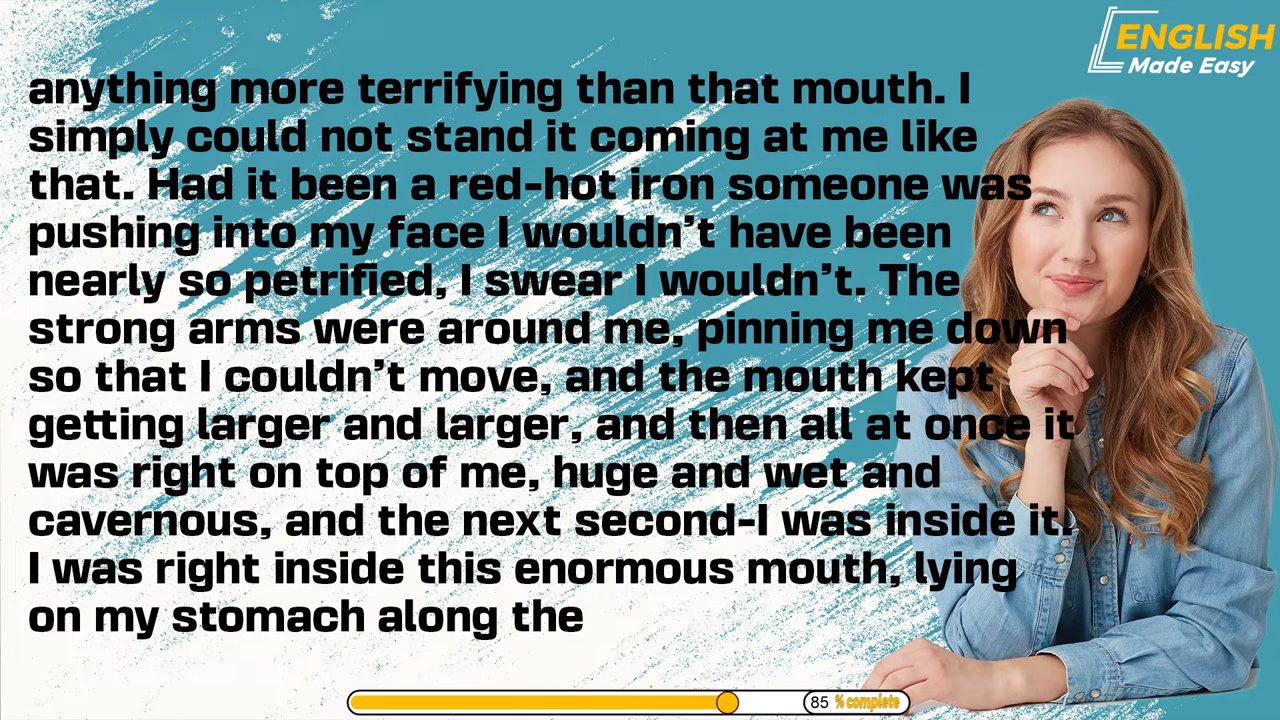 ENGLISH
Made Easy
anything more terrifying than that mouth. I
simply could not stand it coming at me like
that. Had it been a red-hot iron someone was
pushing into my face I wouldn’t have been
nearly so petrified, I swear I wouldn’t. The
strong arms were around me, pinning me down
so that I couldn’t move, and the mouth kept
getting larger and larger, and then all at once it
was right on top of me, huge and wet and
cavernous, and the next second-I was inside it.
I was right inside this enormous mouth, lying
on my stomach along the
85 % complete